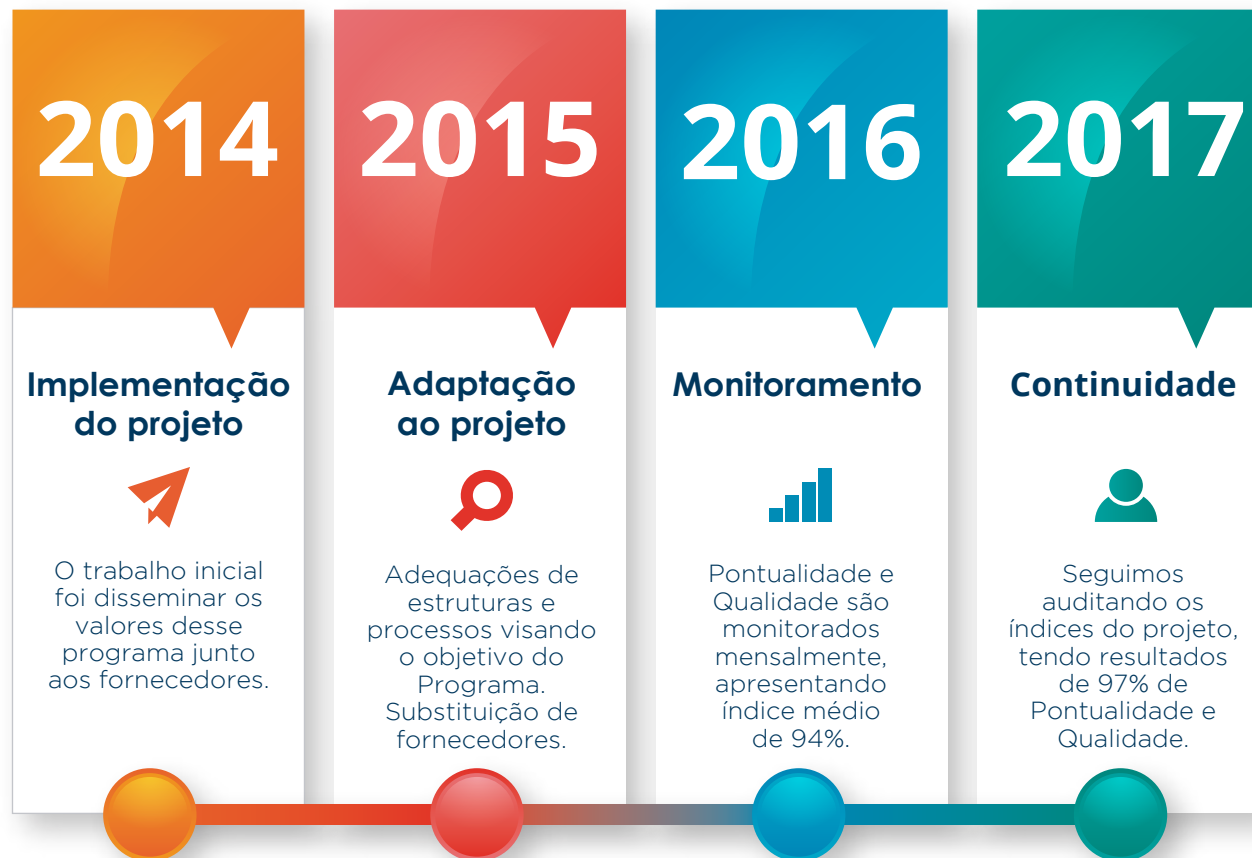 2014
Implementação
do projeto
O trabalho inicial
foi disseminar os
valores desse
programa junto
aos fornecedores.
2015
Adaptação
ao projeto
Adequações de
estruturas e
processos visando
o objetivo do
Programa.
Substituição de
fornecedores.
2016
Monitoramento
Pontualidade e
Qualidade são
monitorados
mensalmente,
apresentando
índice médio
de 94%.
2017
Continuidade
Seguimos
auditando os
índices do projeto,
tendo resultados
de 97% de
Pontualidade e
Qualidade.